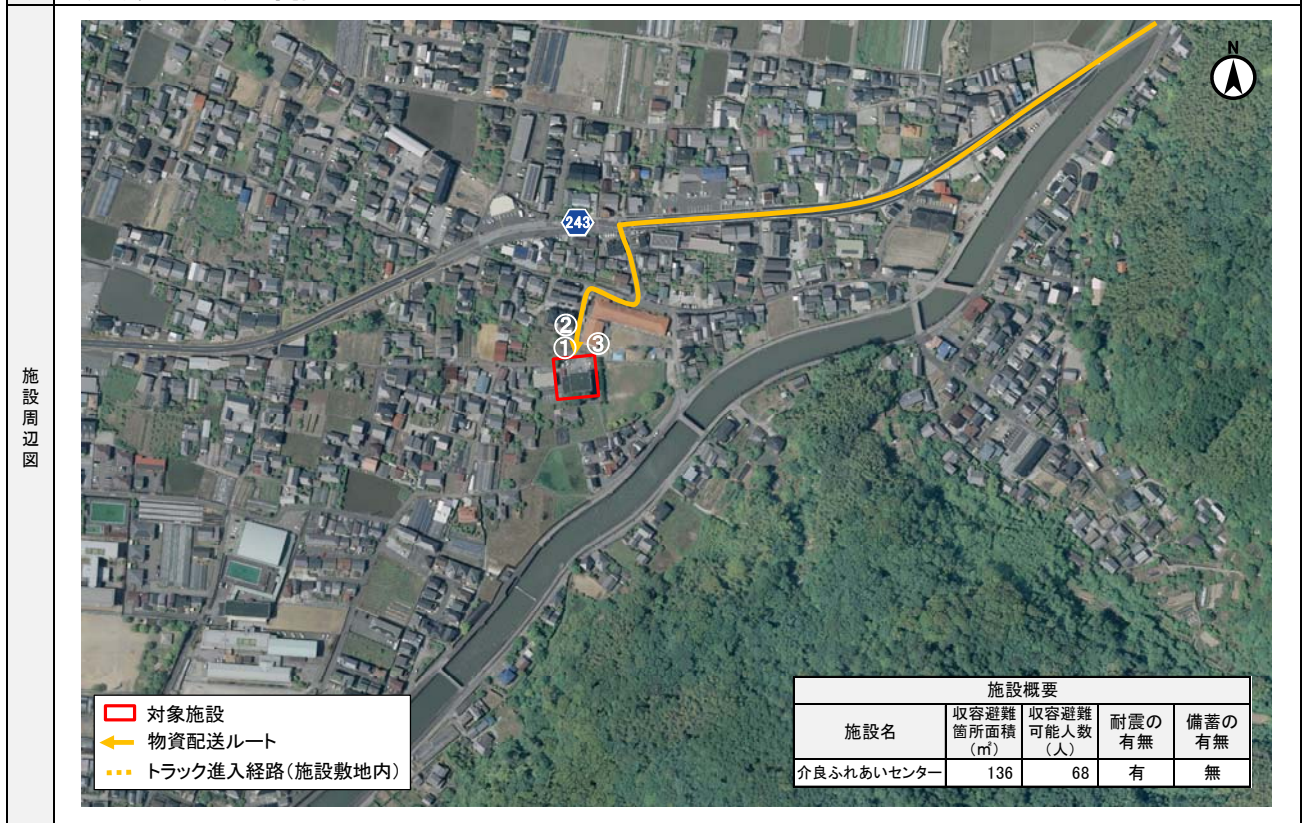 施設周辺図
N
243
②
①
③
対象施設
物資配送ルート
トラック進入経路(施設敷地内)
施設概要
施設名
収容避難
箇所面積
(㎡)
収容避難
可能人数
(人)
耐震の
有無
備蓄の
有無
介良ふれあいセンター 136 68 有 無